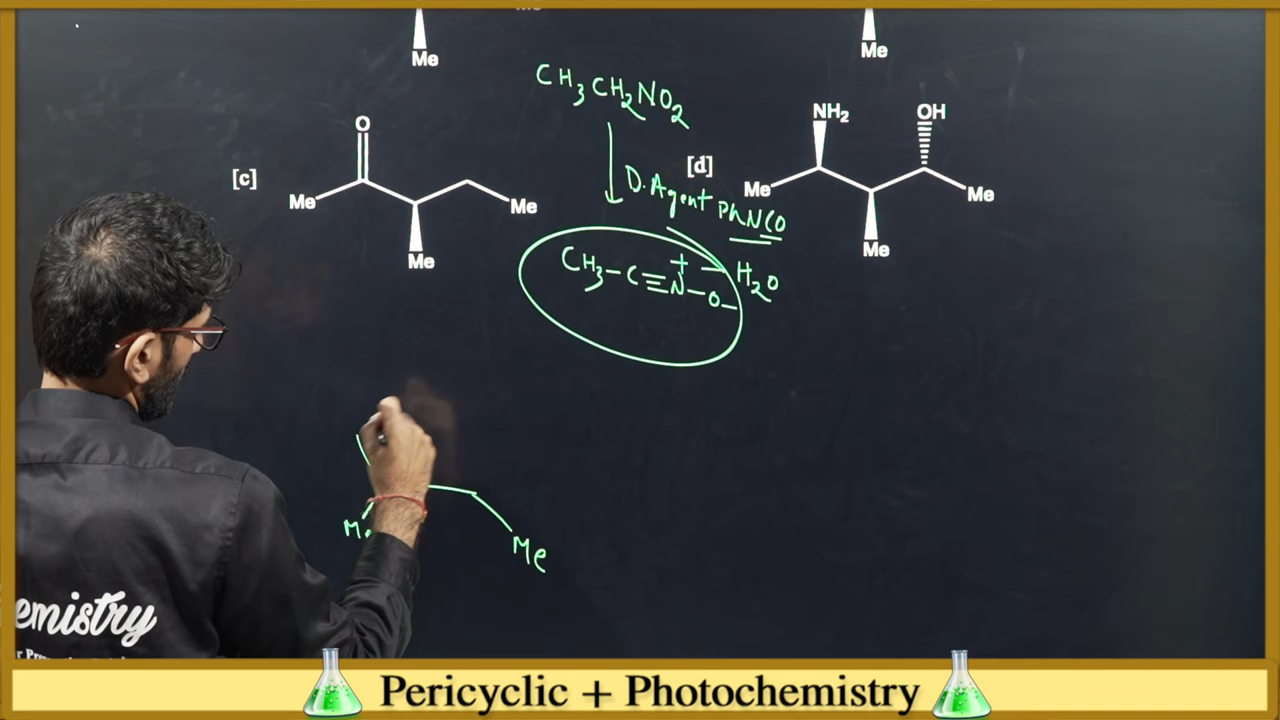 Me
Me
CH3CH2NO2
D. Agent PhNCO
H2O
CH3-C≡N-O
+ -
[c]
O
Me
Me
Me
[d]
NH2
OH
Me
Me
Me
Me
Me
emistry
Pericyclic + Photochemistry